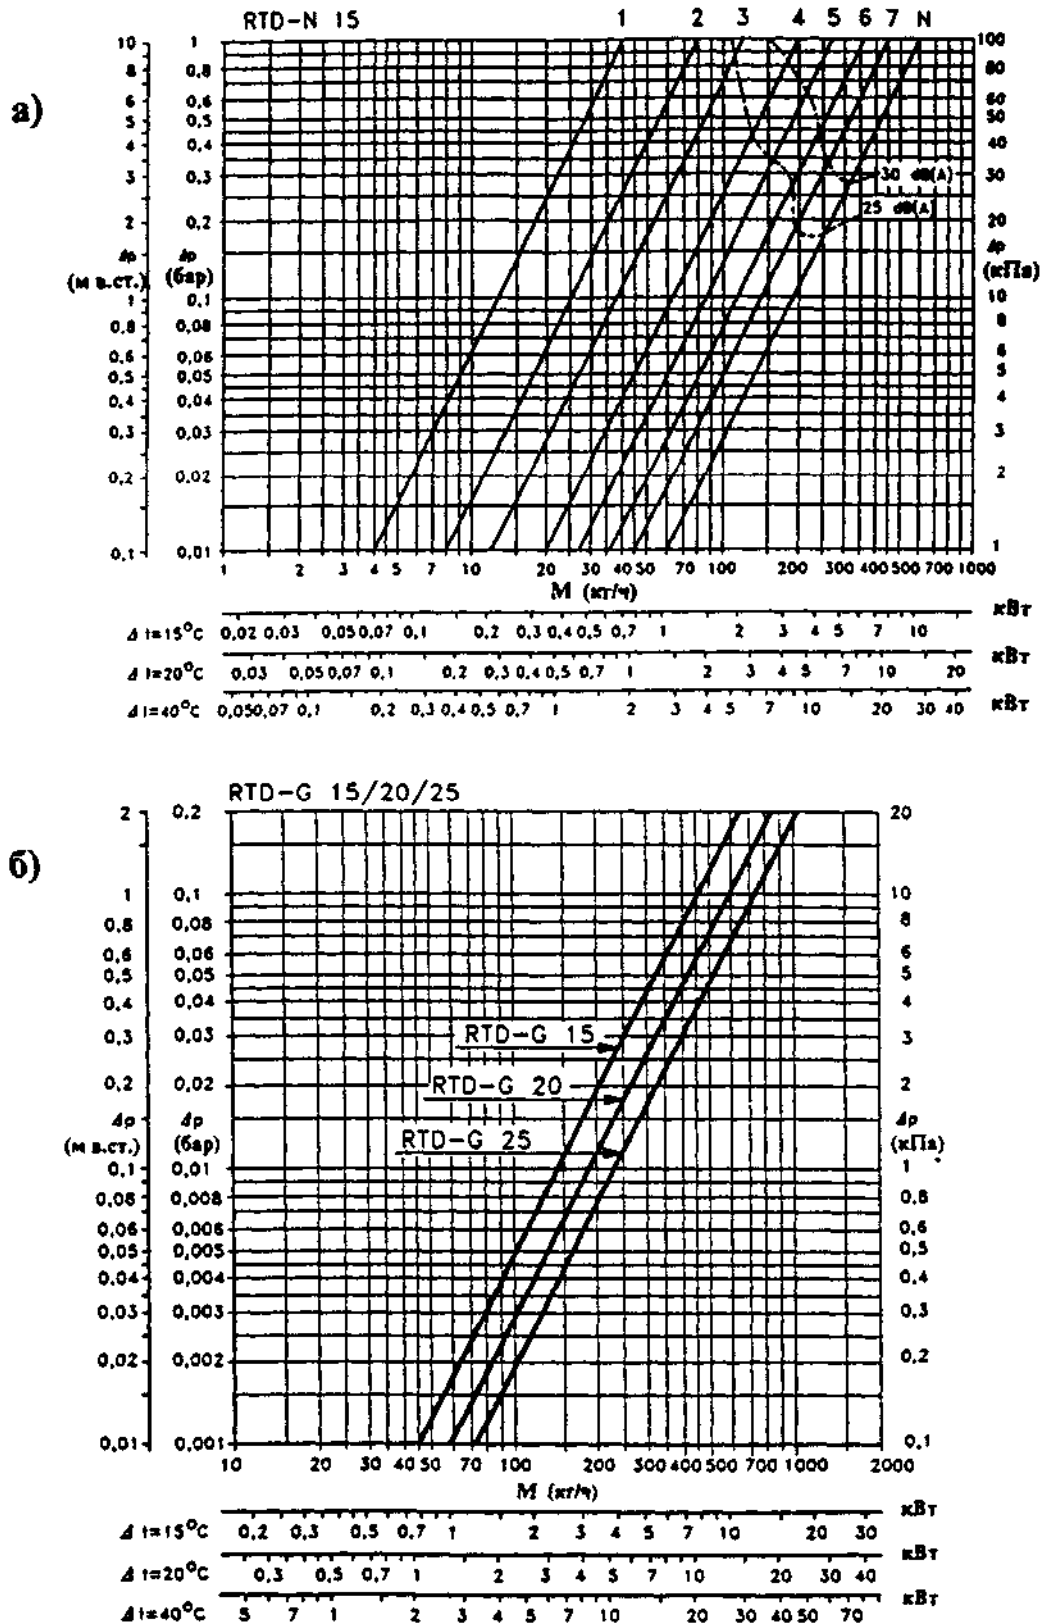 а)
RTD-N 15
1 2 3 4 5 6 7 N
10 1 100
8 0,8 80
6 0,6 60
5 0,5 50
4 0,4 40
3 0,3 30
30 dB(A)
25 dB(A)
2 0,2 20
Δp Δp Δp
(м в.ст.) (бар) (кПа)
1 0,1 10
0,8 0,08 8
0,6 0,06 6
0,5 0,05 5
0,4 0,04 4
0,3 0,03 3
0,2 0,02 2
0,1 0,01 1
1 2 3 4 5 7 10 20 30 40 50 70 100 200 300 400 500 700 1000
М (кг/ч)
кВт
Δ t=15°C 0,02 0,03 0,05 0,07 0,1 0,2 0,3 0,4 0,5 0,7 1 2 3 4 5 7 10
кВт
Δ t=20°C 0,03 0,05 0,07 0,1 0,2 0,3 0,4 0,5 0,7 1 2 3 4 5 7 10 20
Δ t=40°C 0,05 0,07 0,1 0,2 0,3 0,4 0,5 0,7 1 2 3 4 5 7 10 20 30 40 кВт
б)
RTD-G 15/20/25
2 0,2 20
1 0,1 10
0,8 0,08 8
0,6 0,06 6
0,5 0,05 5
0,4 0,04 4
0,3 0,03 3
RTD-G 15
0,2 0,02 2
RTD-G 20
Δp Δp Δp
(м в.ст.) (бар) (кПа)
RTD-G 25
0,1 0,01 1
0,08 0,008 0,8
0,06 0,006 0,6
0,05 0,005 0,5
0,04 0,004 0,4
0,03 0,003 0,3
0,02 0,002 0,2
0,01 0,001 0,1
10 20 30 40 50 100 200 300 400 500 700 1000 2000
М (кг/ч)
кВт
Δ t=15°C 0,2 0,3 0,5 0,7 1 2 3 4 5 7 10 20 30
кВт
Δ t=20°C 0,3 0,5 0,7 1 2 3 4 5 7 10 20 30 40
кВт
Δ t=40°C 5 7 1 2 3 4 5 7 10 20 30 40 50 70